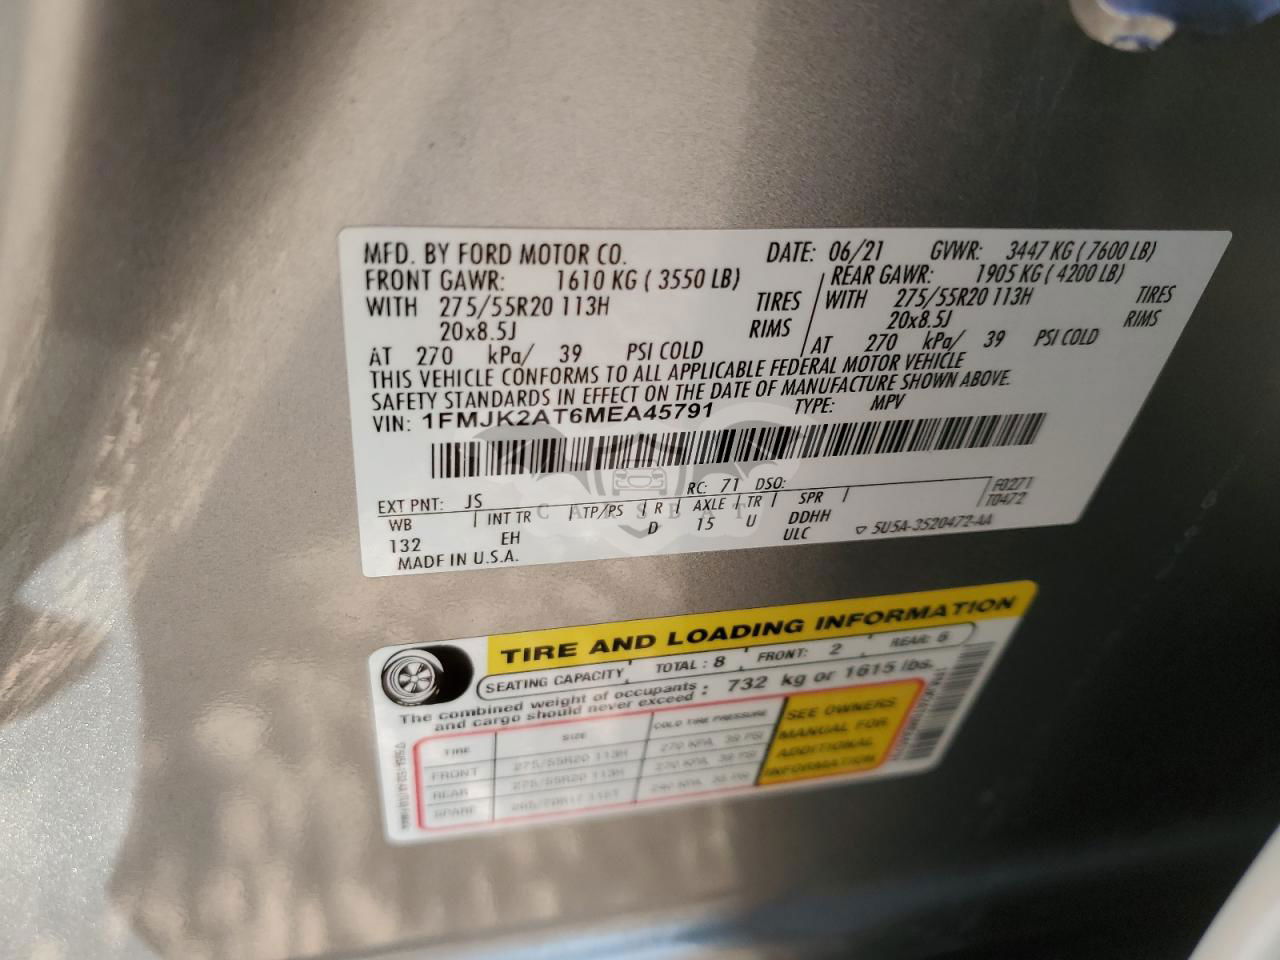 MFD. BY FORD MOTOR CO. DATE: 06/21 GVWR: 3447 KG ( 7600 LB)
FRONT GAWR: 1610 KG ( 3550 LB) REAR GAWR: 1905 KG ( 4200 LB)
WITH 275/55R20 113H TIRES WITH 275/55R20 113H TIRES
20x8.5J RIMS 20x8.5J RIMS
AT 270 kPa/ 39 PSI COLD AT 270 kPa/ 39 PSI COLD
THIS VEHICLE CONFORMS TO ALL APPLICABLE FEDERAL MOTOR VEHICLE
SAFETY STANDARDS IN EFFECT ON THE DATE OF MANUFACTURE SHOWN ABOVE.
VIN: 1FMJK2AT6MEA45791 TYPE: MPV
EXT PNT: JS RC: 71 DSO: F0271
WB INT TR TP/PS R AXLE TR SPR T0472
132 EH D 15 U DDHH
ULC 5U5A-3520472-AA
MADE IN U.S.A.
CARSEAT
TIRE AND LOADING INFORMATION
SEATING CAPACITY TOTAL : 8 FRONT: 2 REAR: 6
The combined weight of occupants and cargo should never exceed : 732 kg or 1615 lbs.
TIRE SIZE COLD TIRE PRESSURE
FRONT 275/55R20 113H 270 KPA, 39 PSI
REAR 275/55R20 113H 270 KPA, 39 PSI
SPARE
SEE OWNERS
MANUAL FOR
ADDITIONAL
INFORMATION